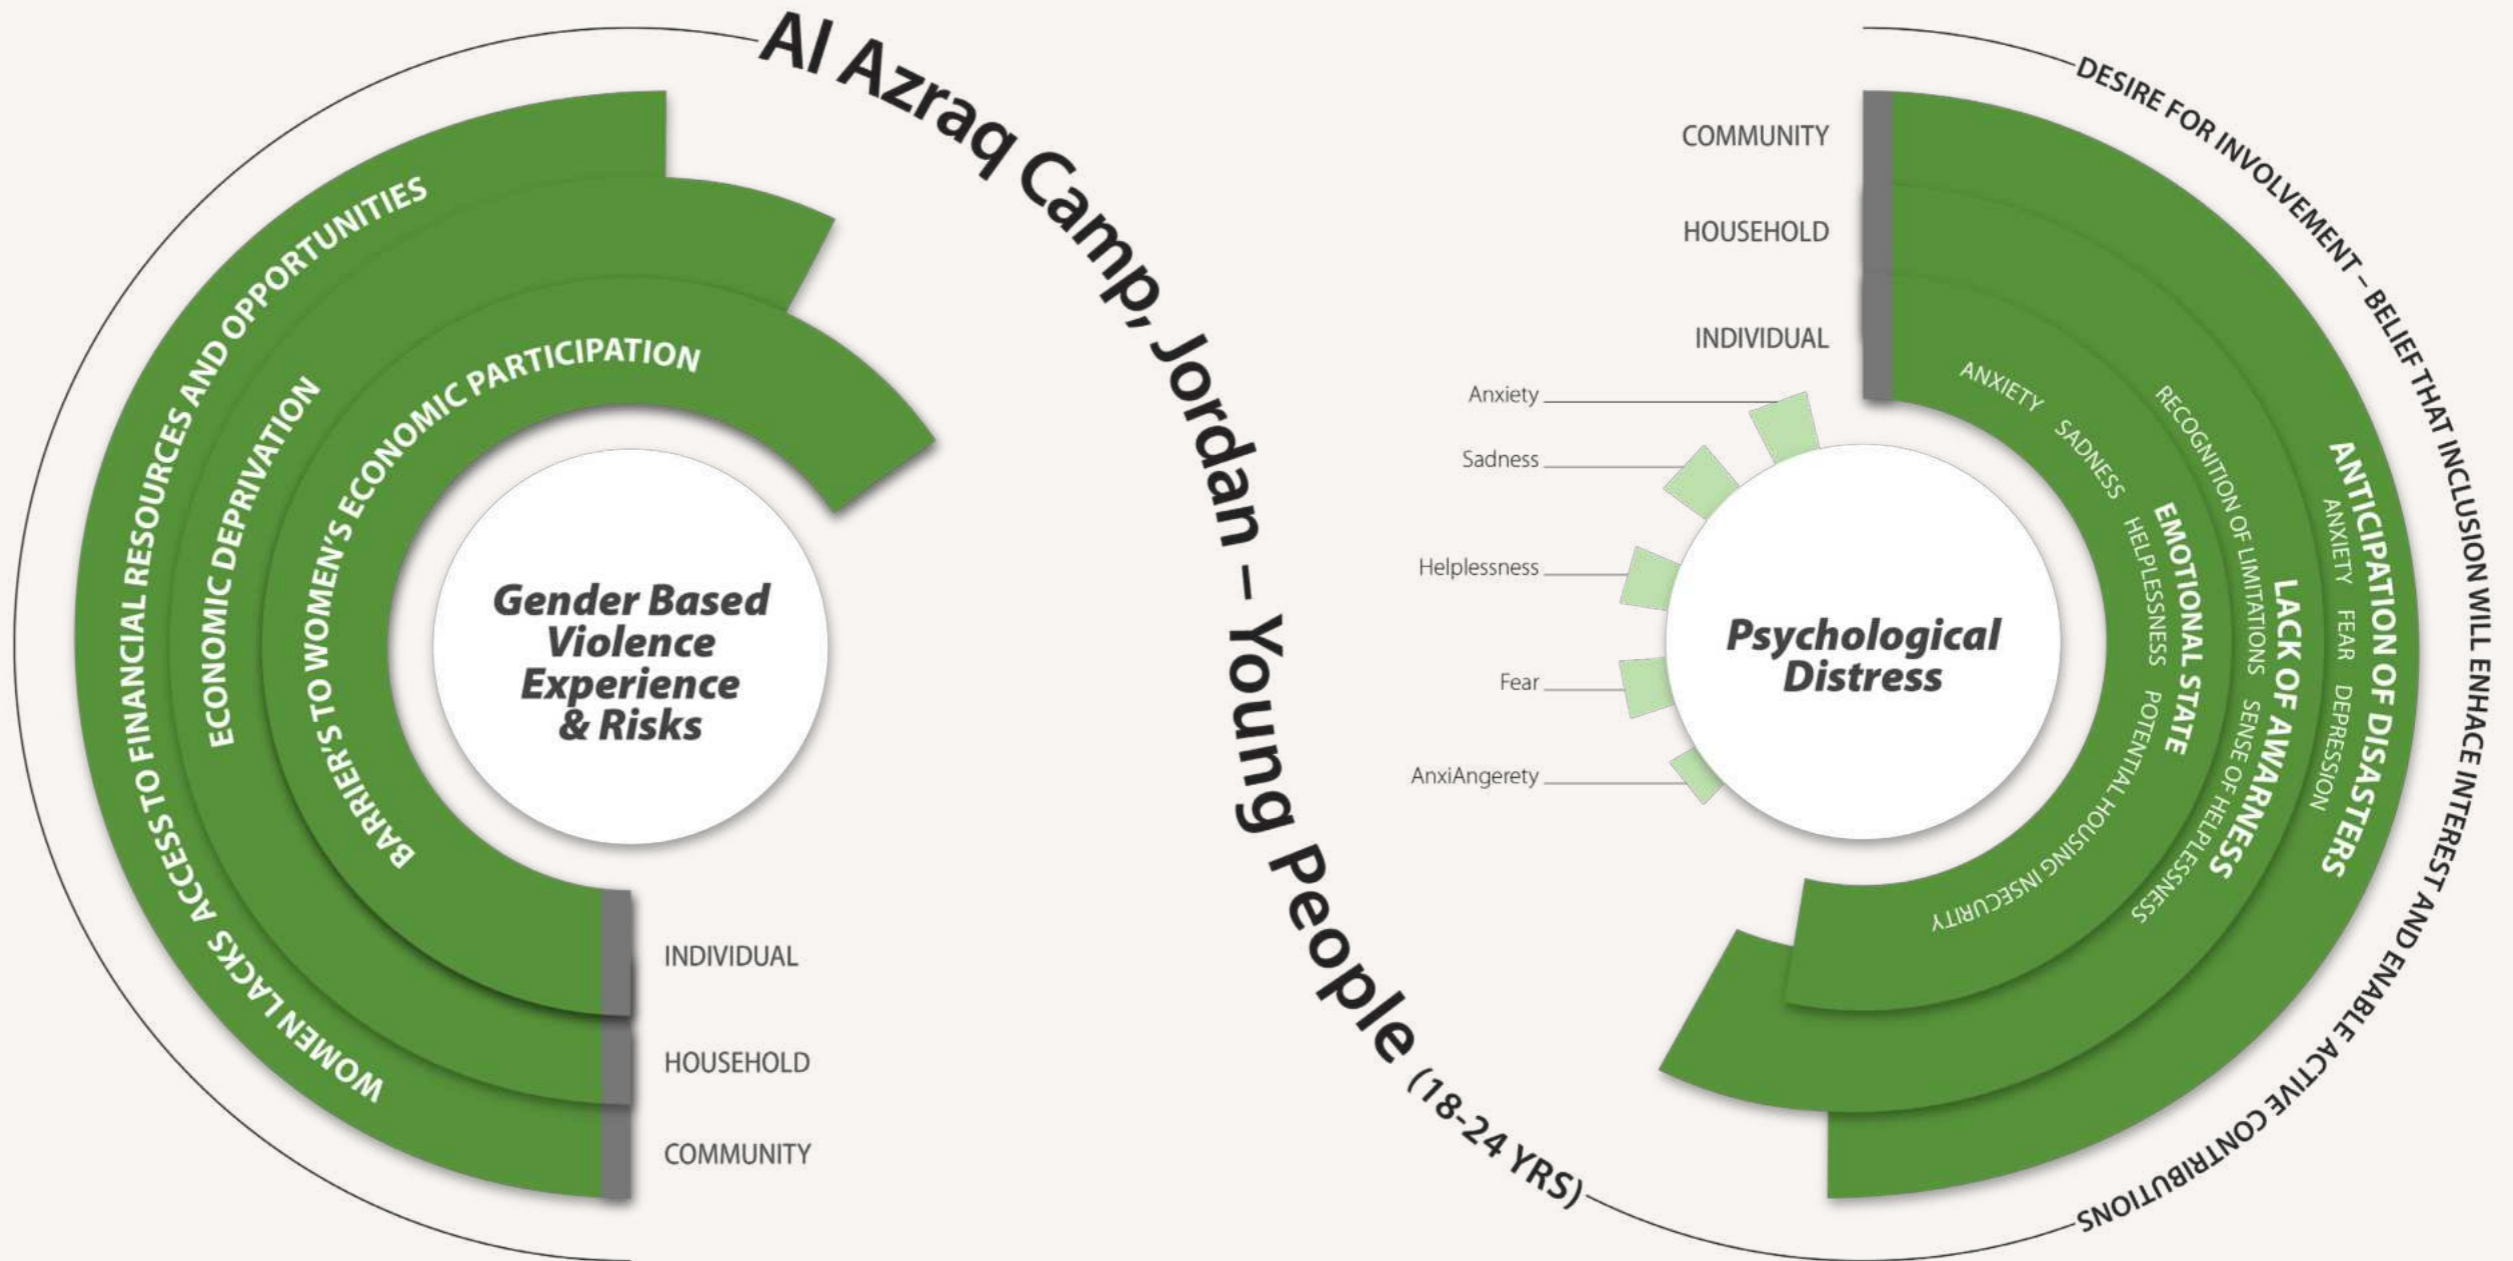 Al Azraq Camp, Jordan – Young People (18-24 YRS)
WOMEN LACKS ACCESS TO FINANCIAL RESOURCES AND OPPORTUNITIES
ECONOMIC DEPRIVATION
BARRIER'S TO WOMEN'S ECONOMIC PARTICIPATION
Gender Based
Violence
Experience
& Risks
INDIVIDUAL
HOUSEHOLD
COMMUNITY
COMMUNITY
HOUSEHOLD
INDIVIDUAL
Anxiety
Sadness
Helplessness
Fear
AnxiAngerety
Psychological
Distress
EMOTIONAL STATE
ANXIETY SADNESS HELPLESSNESS POTENTIAL HOUSING INSECURITY
LACK OF AWARNESS
RECOGNITION OF LIMITATIONS SENSE OF HELPLESSNESS
ANTICIPATION OF DISASTERS
ANXIETY FEAR DEPRESSION
DESIRE FOR INVOLVEMENT – BELIEF THAT INCLUSION WILL ENHACE INTEREST AND ENABLE ACTIVE CONTRIBUTIONS